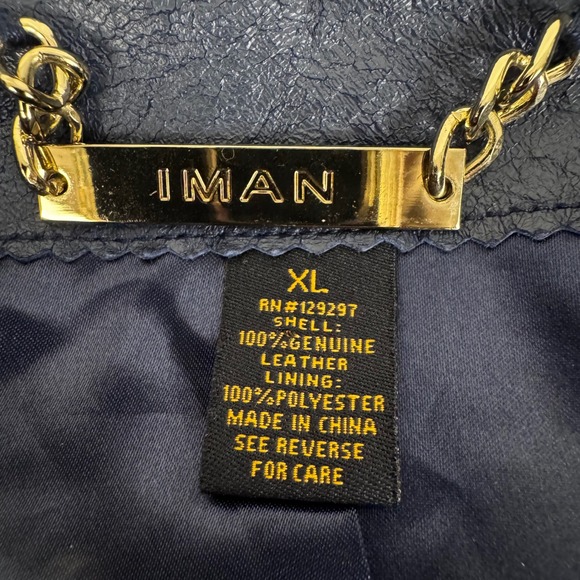 IMAN
XL
RN#129297
SHELL:
100%GENUINE
LEATHER
LINING:
100%POLYESTER
MADE IN CHINA
SEE REVERSE
FOR CARE